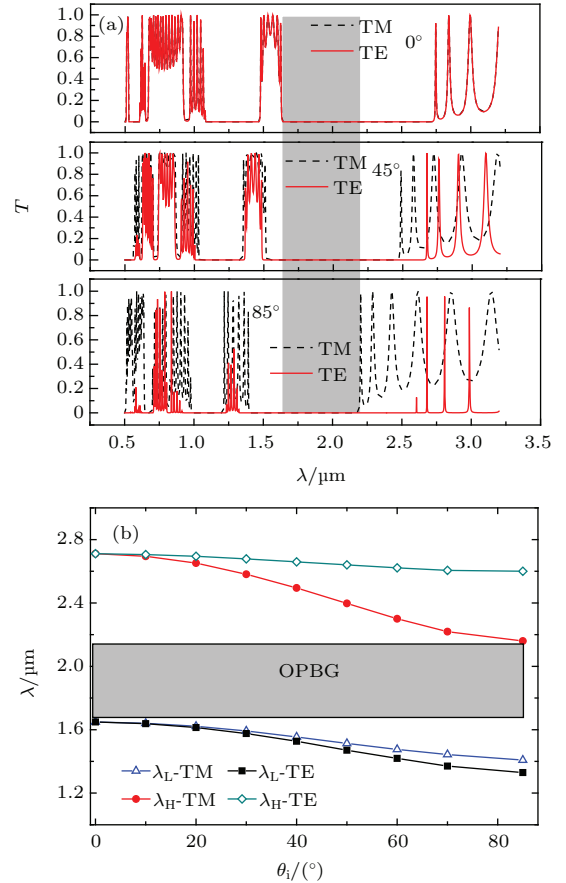 (a)
1.0
0.8
0.6
0.4
0.2
0
TM
TE
0°
1.0
0.8
0.6
0.4
0.2
0
TM
TE
45°
1.0
0.8
0.6
0.4
0.2
0
85°
TM
TE
T
0.5 1.0 1.5 2.0 2.5 3.0 3.5
λ/µm
(b)
2.8
2.4
2.0
1.6
1.2
λ/µm
OPBG
λL-TM λL-TE
λH-TM λH-TE
0 20 40 60 80
θi/(°)